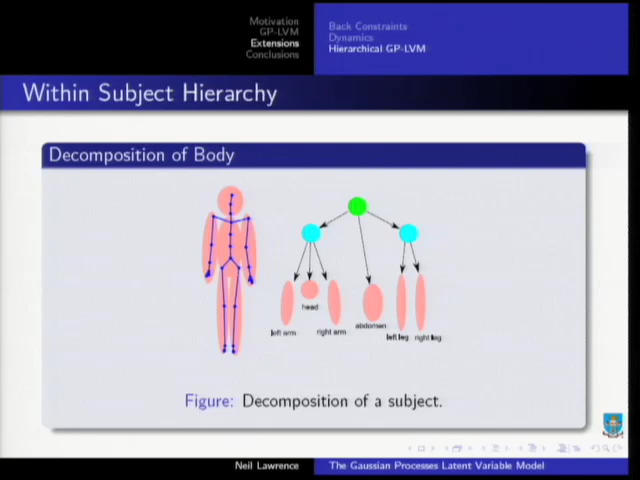 Motivation
GP-LVM
Extensions
Conclusions
Back Constraints
Dynamics
Hierarchical GP-LVM
Within Subject Hierarchy
Decomposition of Body
head
left arm
right arm
abdomen
left leg
right leg
Figure: Decomposition of a subject.
Neil Lawrence
The Gaussian Processes Latent Variable Model